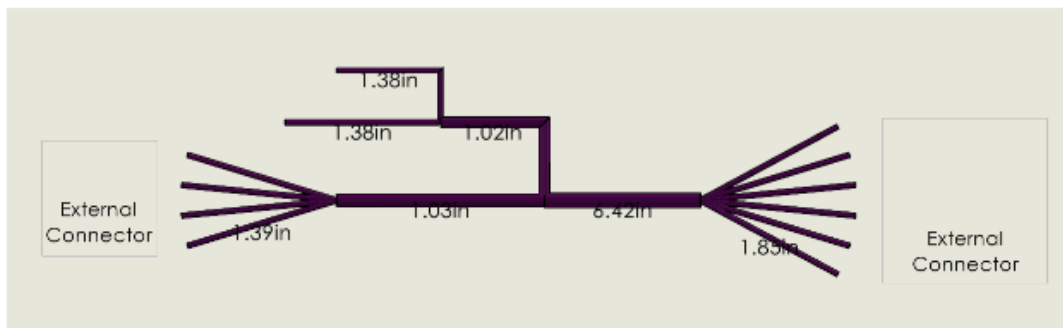 1.38in
1.38in
1.02in
External
Connector
1.39in
1.03in
6.42in
1.85in
External
Connector